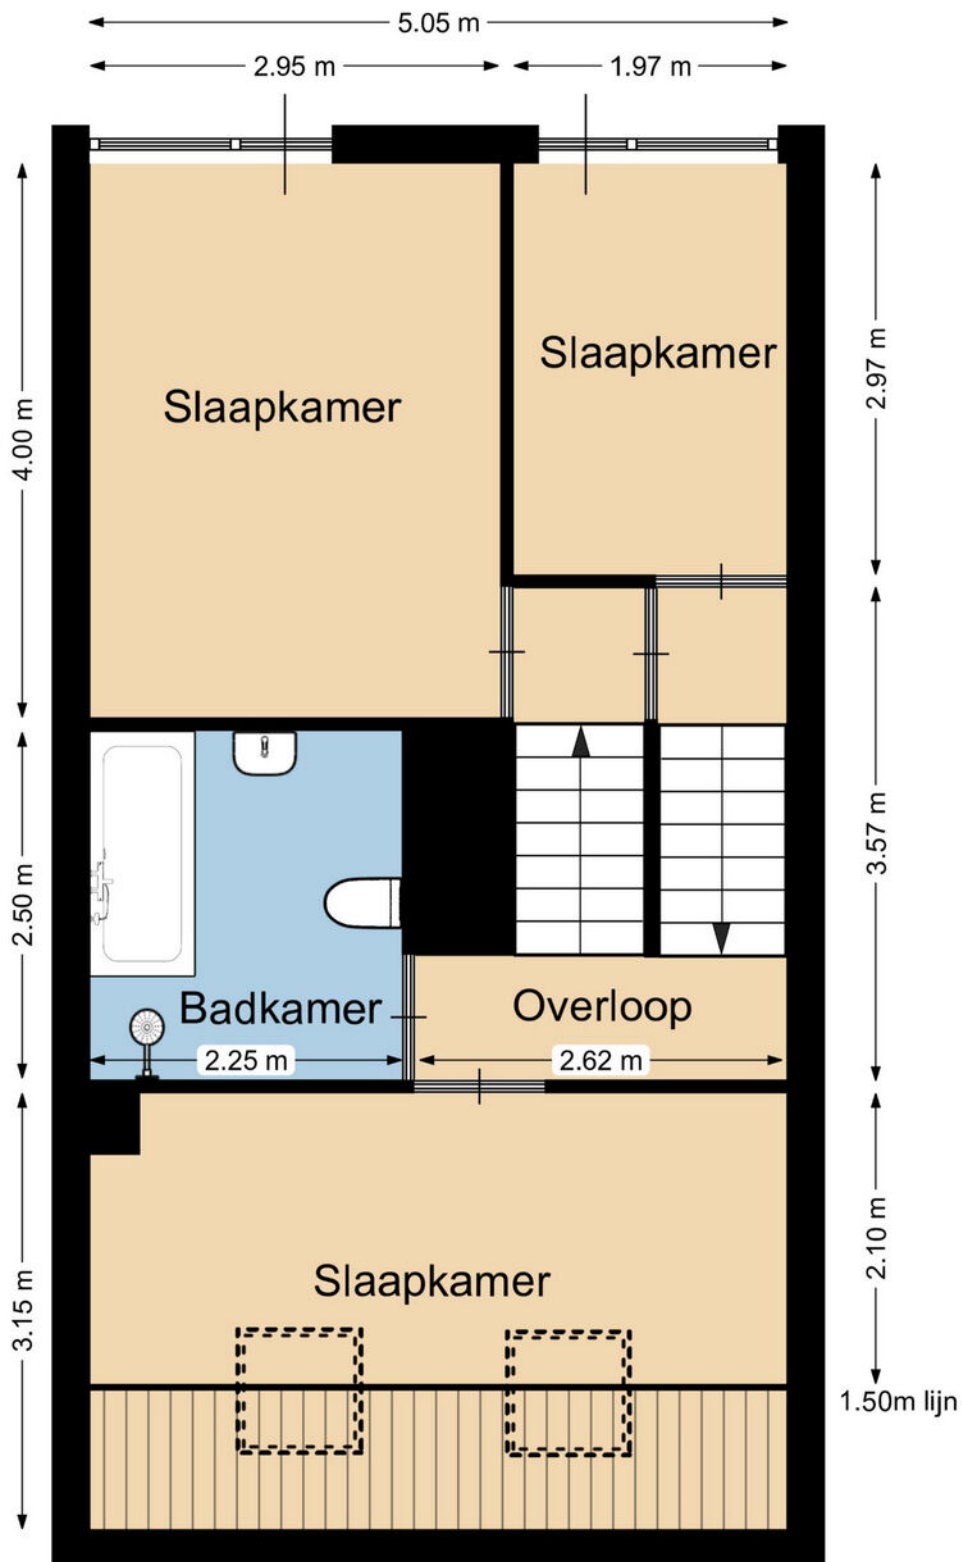 5.05 m
2.95 m
1.97 m
4.00 m
2.97 m
Slaapkamer
Slaapkamer
2.50 m
3.57 m
Badkamer
Overloop
2.25 m
2.62 m
3.15 m
2.10 m
Slaapkamer
1.50m lijn